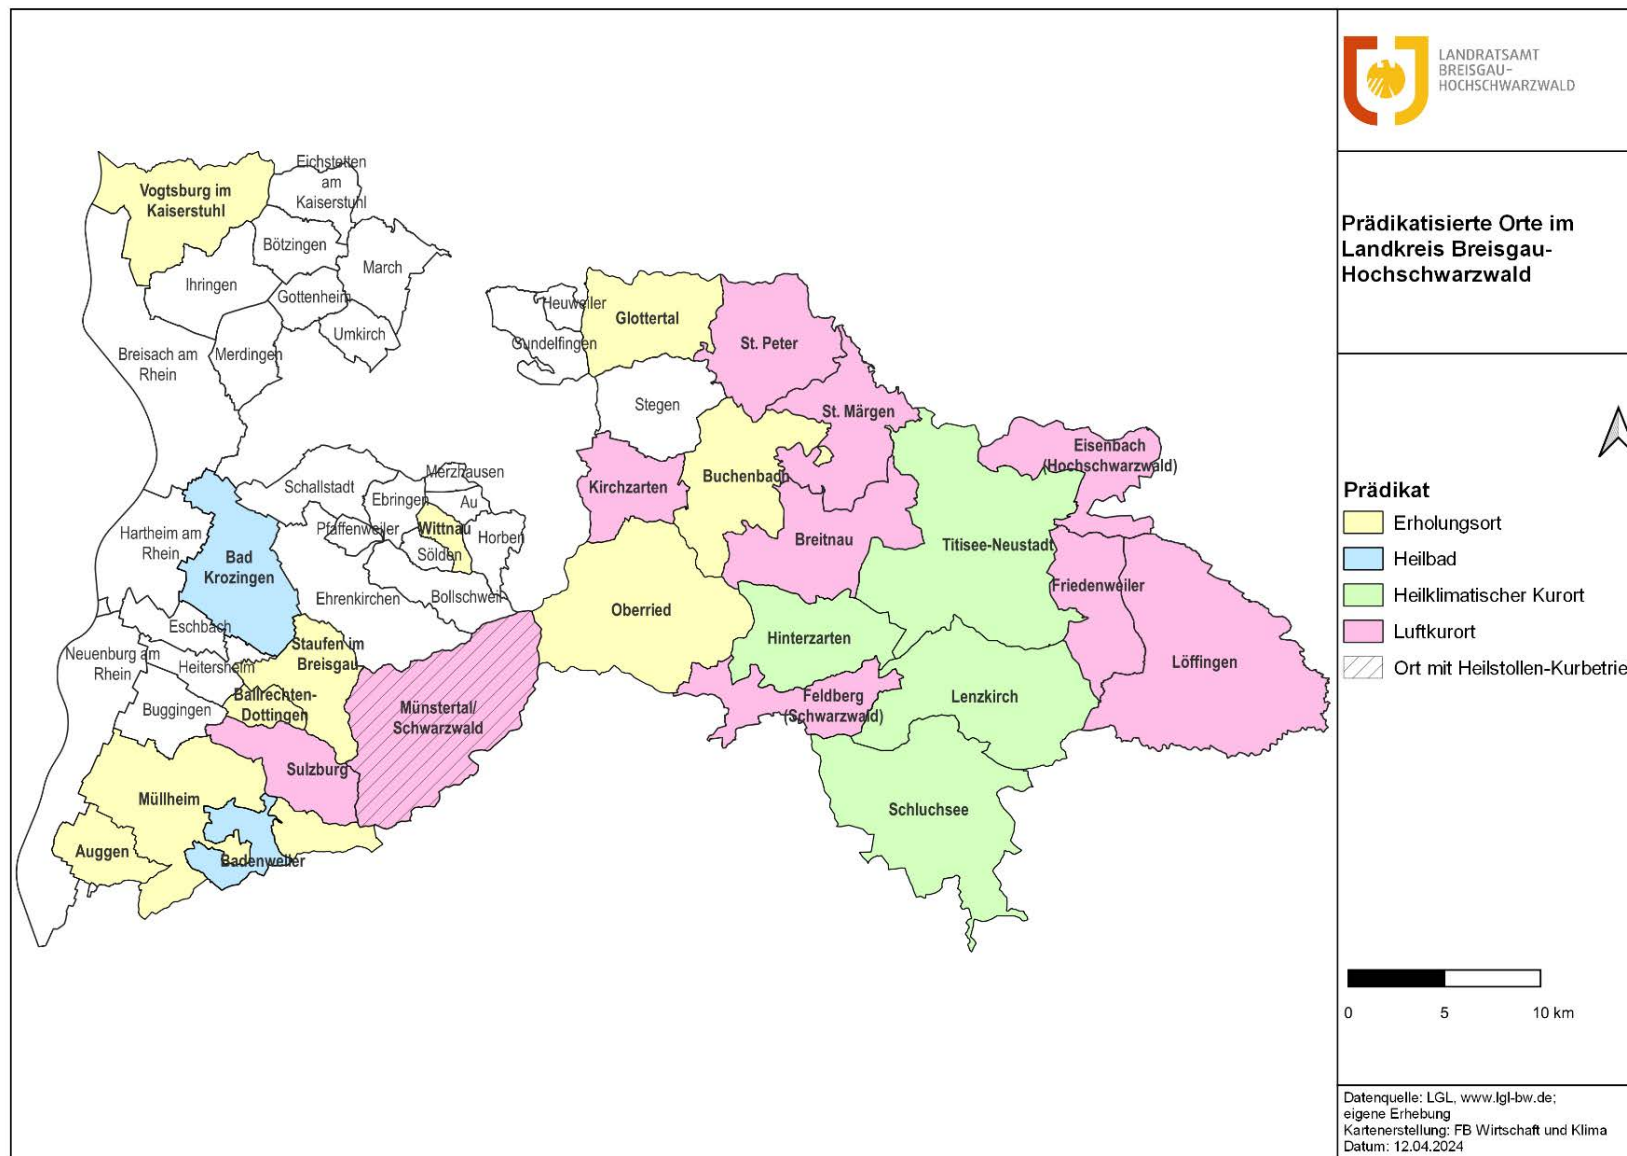 LANDRATSAMT
BREISGAU-
HOCHSCHWARZWALD
Prädikatisierte Orte im
Landkreis Breisgau-
Hochschwarzwald
Prädikat
Erholungsort
Heilbad
Heilklimatischer Kurort
Luftkurort
Ort mit Heilstollen-Kurbetrie
0 5 10 km
Datenquelle: LGL, www.lgl-bw.de;
eigene Erhebung
Kartenerstellung: FB Wirtschaft und Klima
Datum: 12.04.2024
Vogtsburg im
Kaiserstuhl
Eichstetten
am
Kaiserstuhl
Bötzingen
March
Ihringen
Gottenheim
Umkirch
Breisach am
Rhein
Merdingen
Heuweiler
Gundelfingen
Glottertal
St. Peter
Stegen
St. Märgen
Eisenbach
(Hochschwarzwald)
Buchenbach
Kirchzarten
Merzhausen
Schallstadt
Ebringen
Au
Pfaffenweiler
Wittnau
Horben
Sölden
Hartheim am
Rhein
Bad
Krozingen
Breitnau
Titisee-Neustadt
Friedenweiler
Ehrenkirchen
Bollschweil
Oberried
Hinterzarten
Löffingen
Eschbach
Staufen im
Breisgau
Neuenburg am
Rhein
Heitersheim
Ballrechten-
Dottingen
Buggingen
Münstertal/
Schwarzwald
Feldberg
(Schwarzwald)
Lenzkirch
Sulzburg
Müllheim
Schluchsee
Auggen
Badenweiler